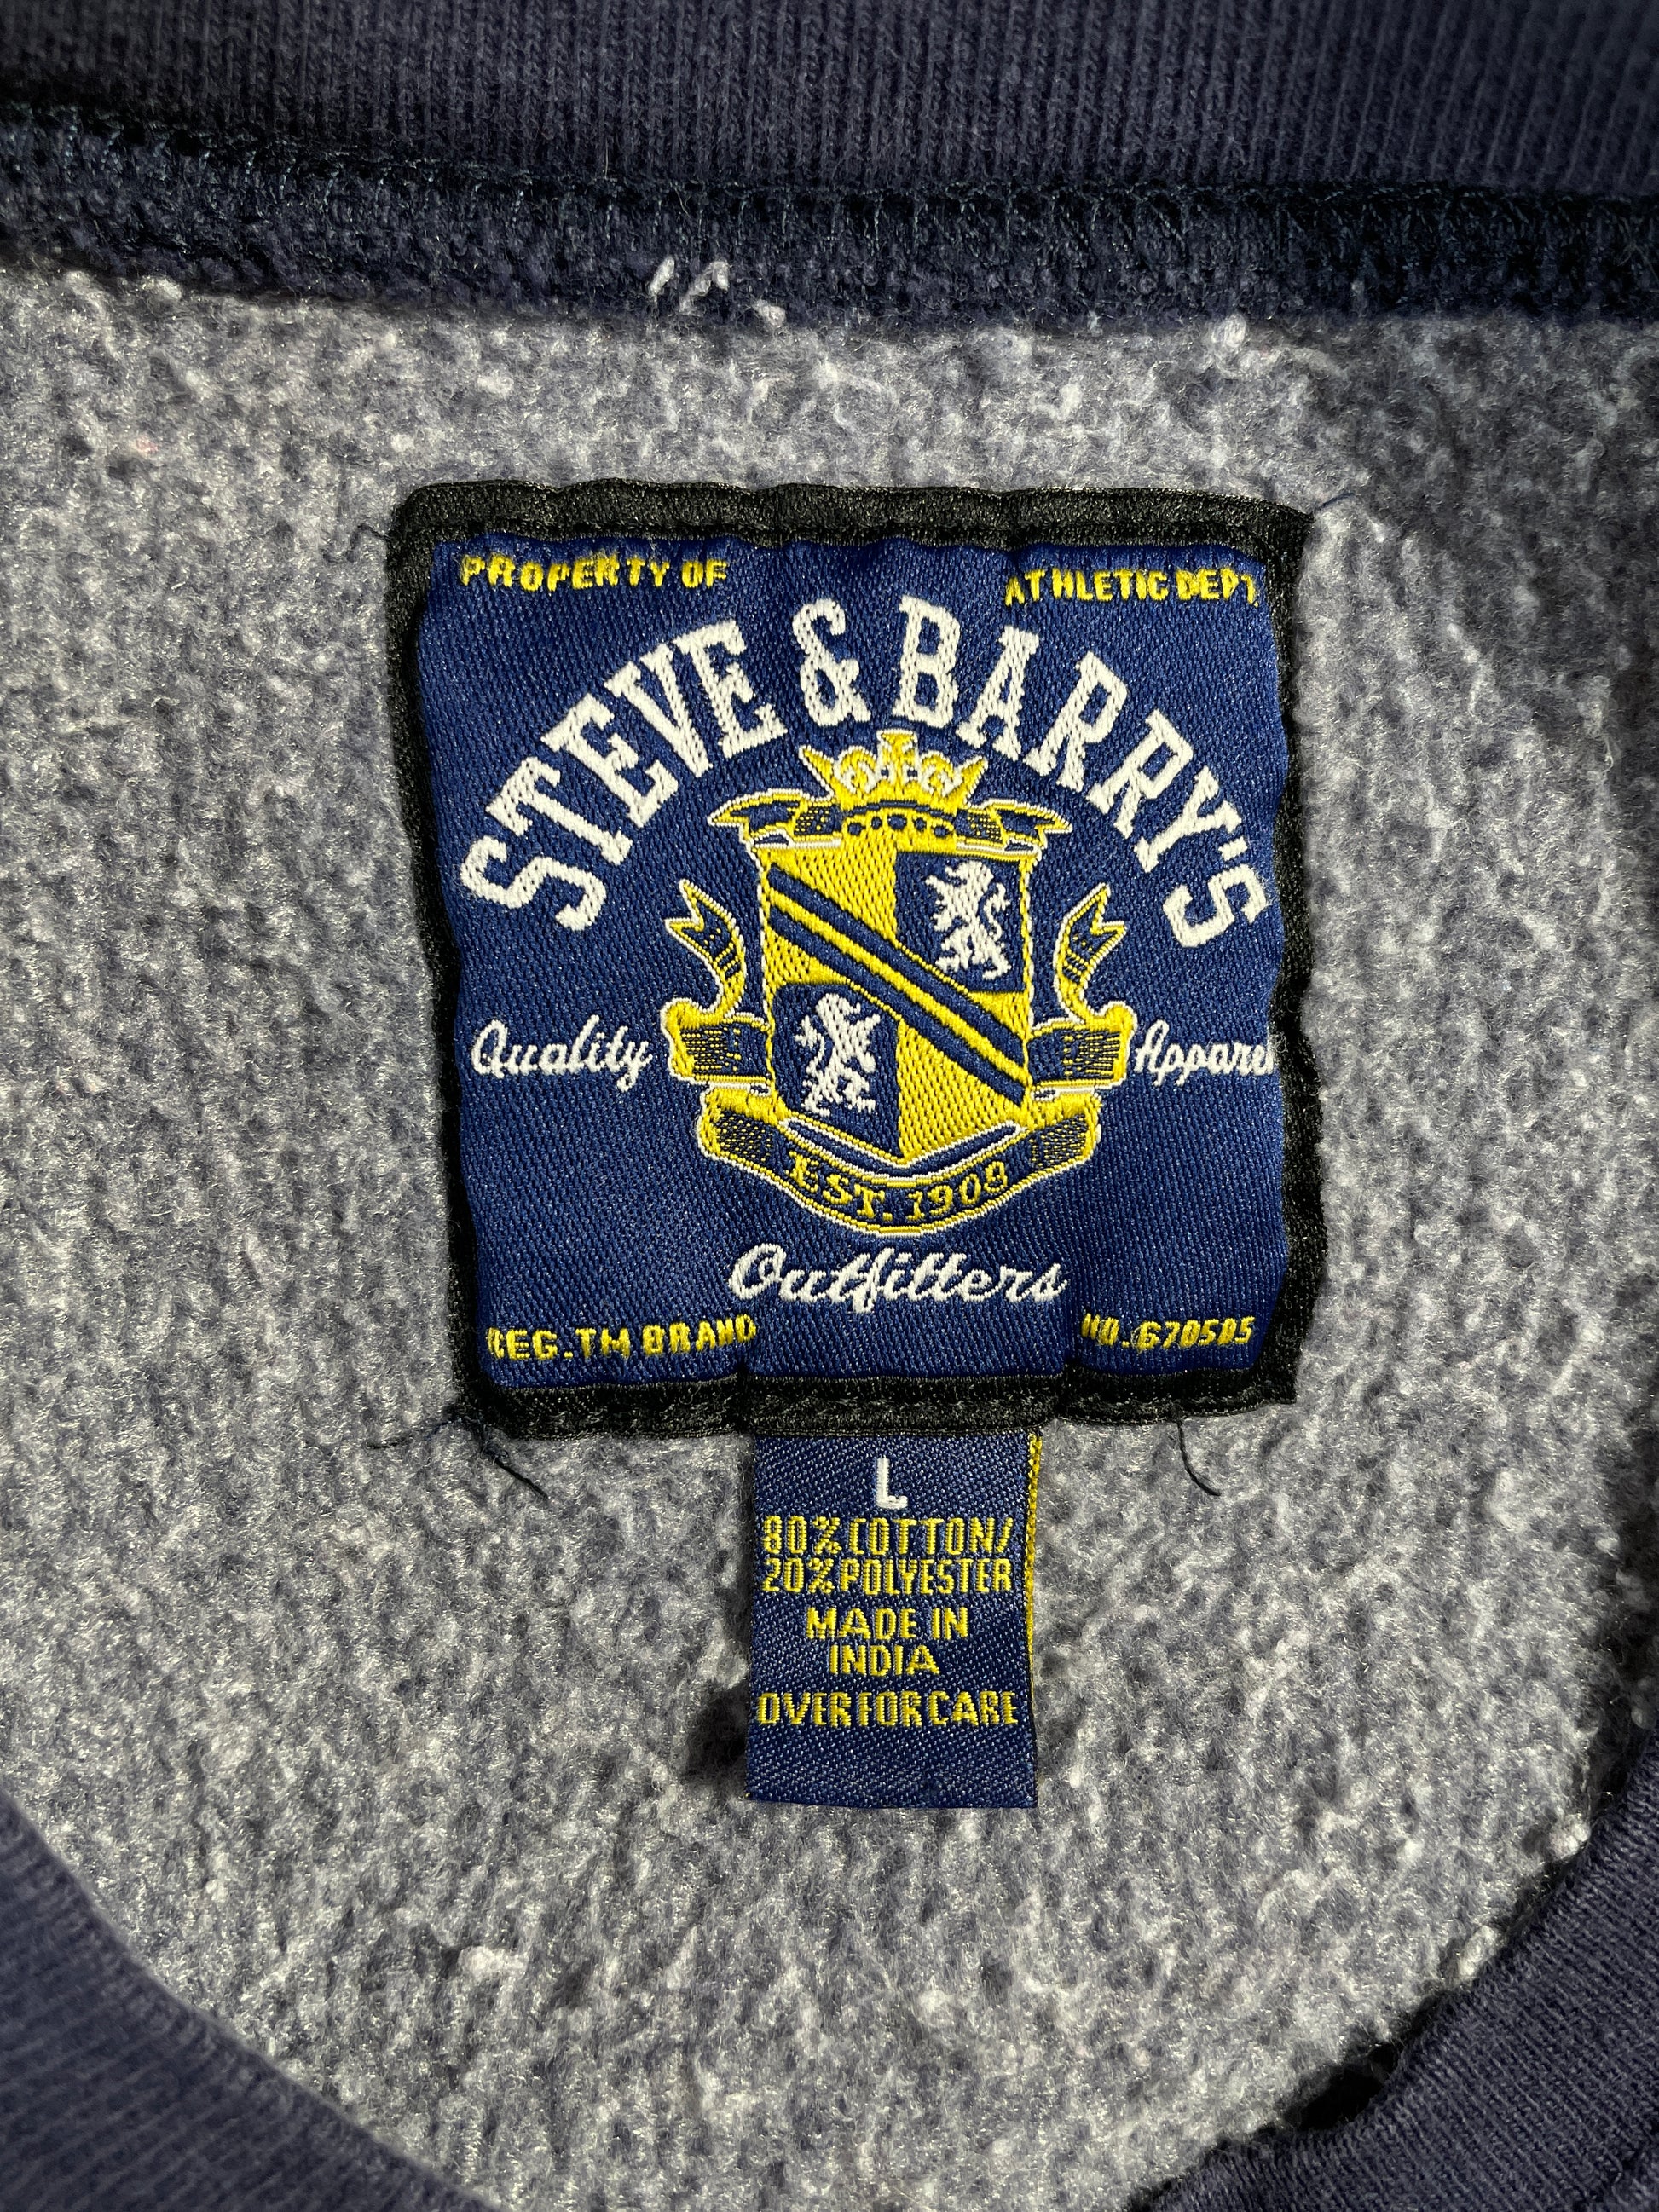 PROPERTY OF ATHLETIC DEPT.
STEVE & BARRY'S
Quality Apparel
EST. 1908
Outfitters
REG. TM BRAND NO. 670505
L
80% COTTON/
20% POLYESTER
MADE IN
INDIA
OVER FOR CARE